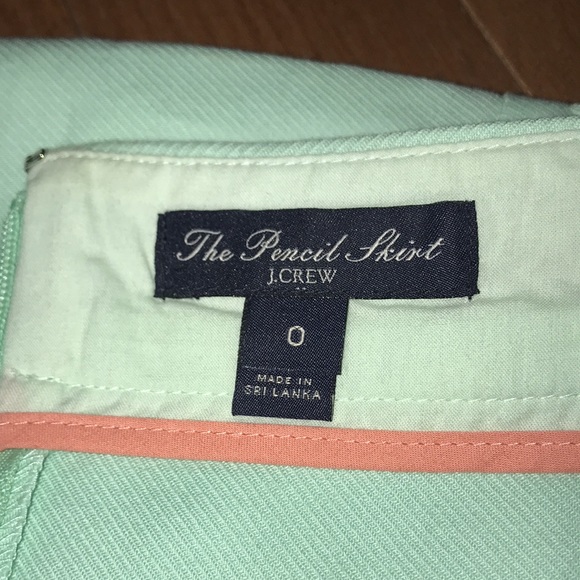 The Pencil Skirt
J.CREW
0
MADE IN
SRI LANKA